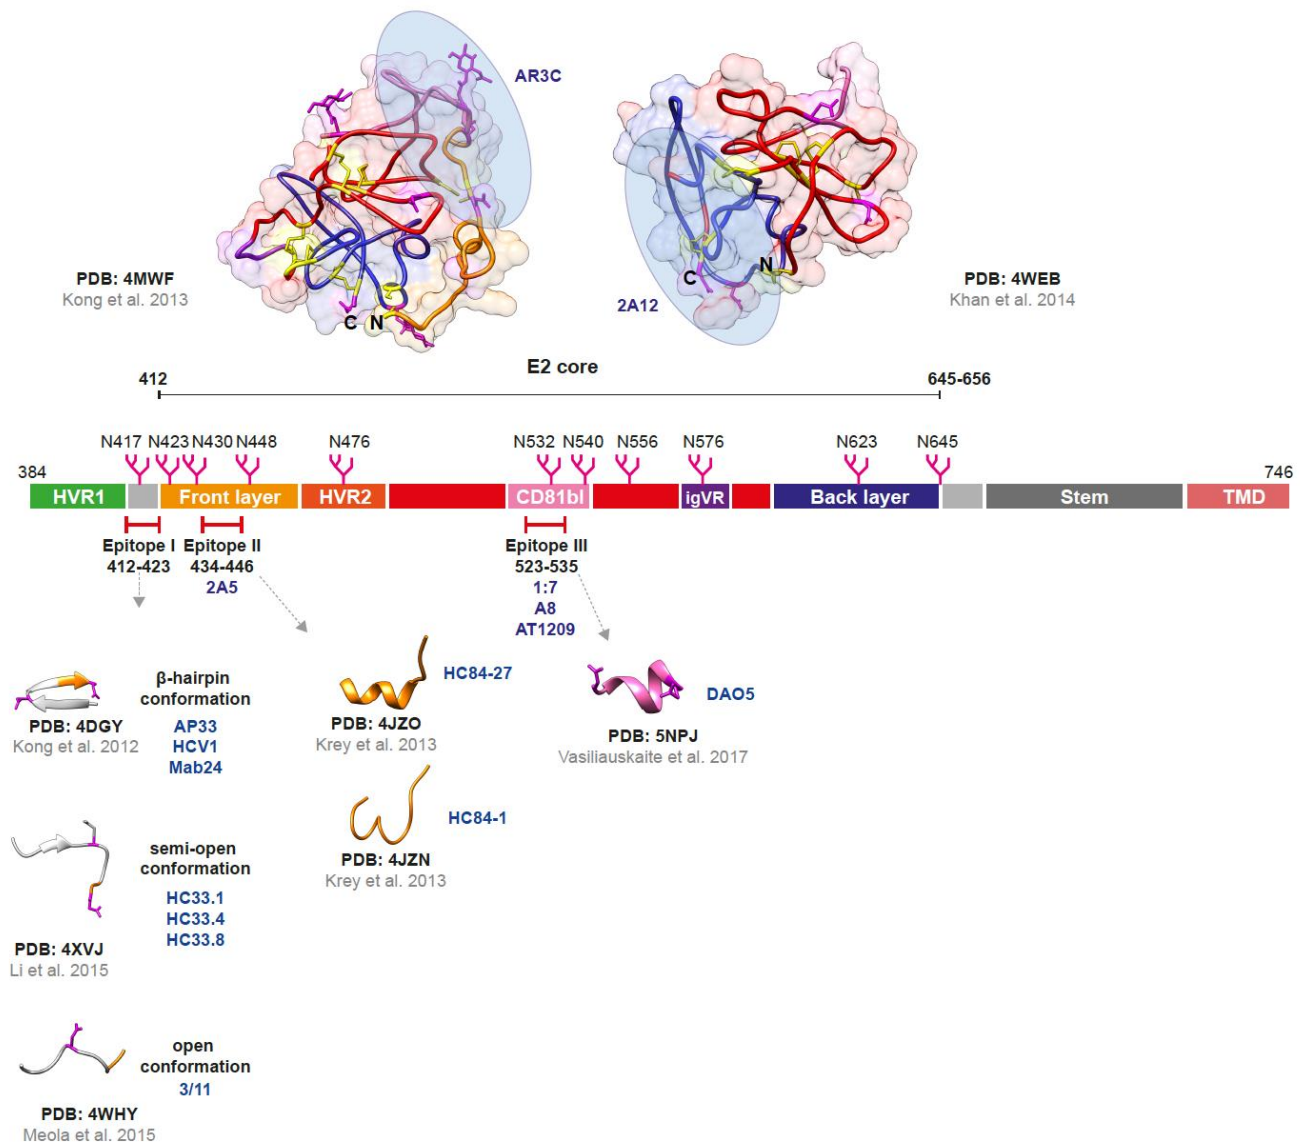 AR3C
PDB: 4MWF
Kong et al. 2013
C N
2A12
C
N
PDB: 4WEB
Khan et al. 2014
E2 core
412
645-656
N417 N423 N430 N448 N476 N532 N540 N556 N576 N623 N645
384
746
HVR1 Front layer HVR2 CD81bl igVR Back layer Stem TMD
Epitope I
412-423
Epitope II
434-446
2A5
Epitope III
523-535
1:7
A8
AT1209
PDB: 4DGY
Kong et al. 2012
β-hairpin
conformation
AP33
HCV1
Mab24
HC84-27
PDB: 4JZO
Krey et al. 2013
DAO5
PDB: 5NPJ
Vasiliauskaite et al. 2017
HC84-1
PDB: 4JZN
Krey et al. 2013
semi-open
conformation
HC33.1
HC33.4
HC33.8
PDB: 4XVJ
Li et al. 2015
open
conformation
3/11
PDB: 4WHY
Meola et al. 2015